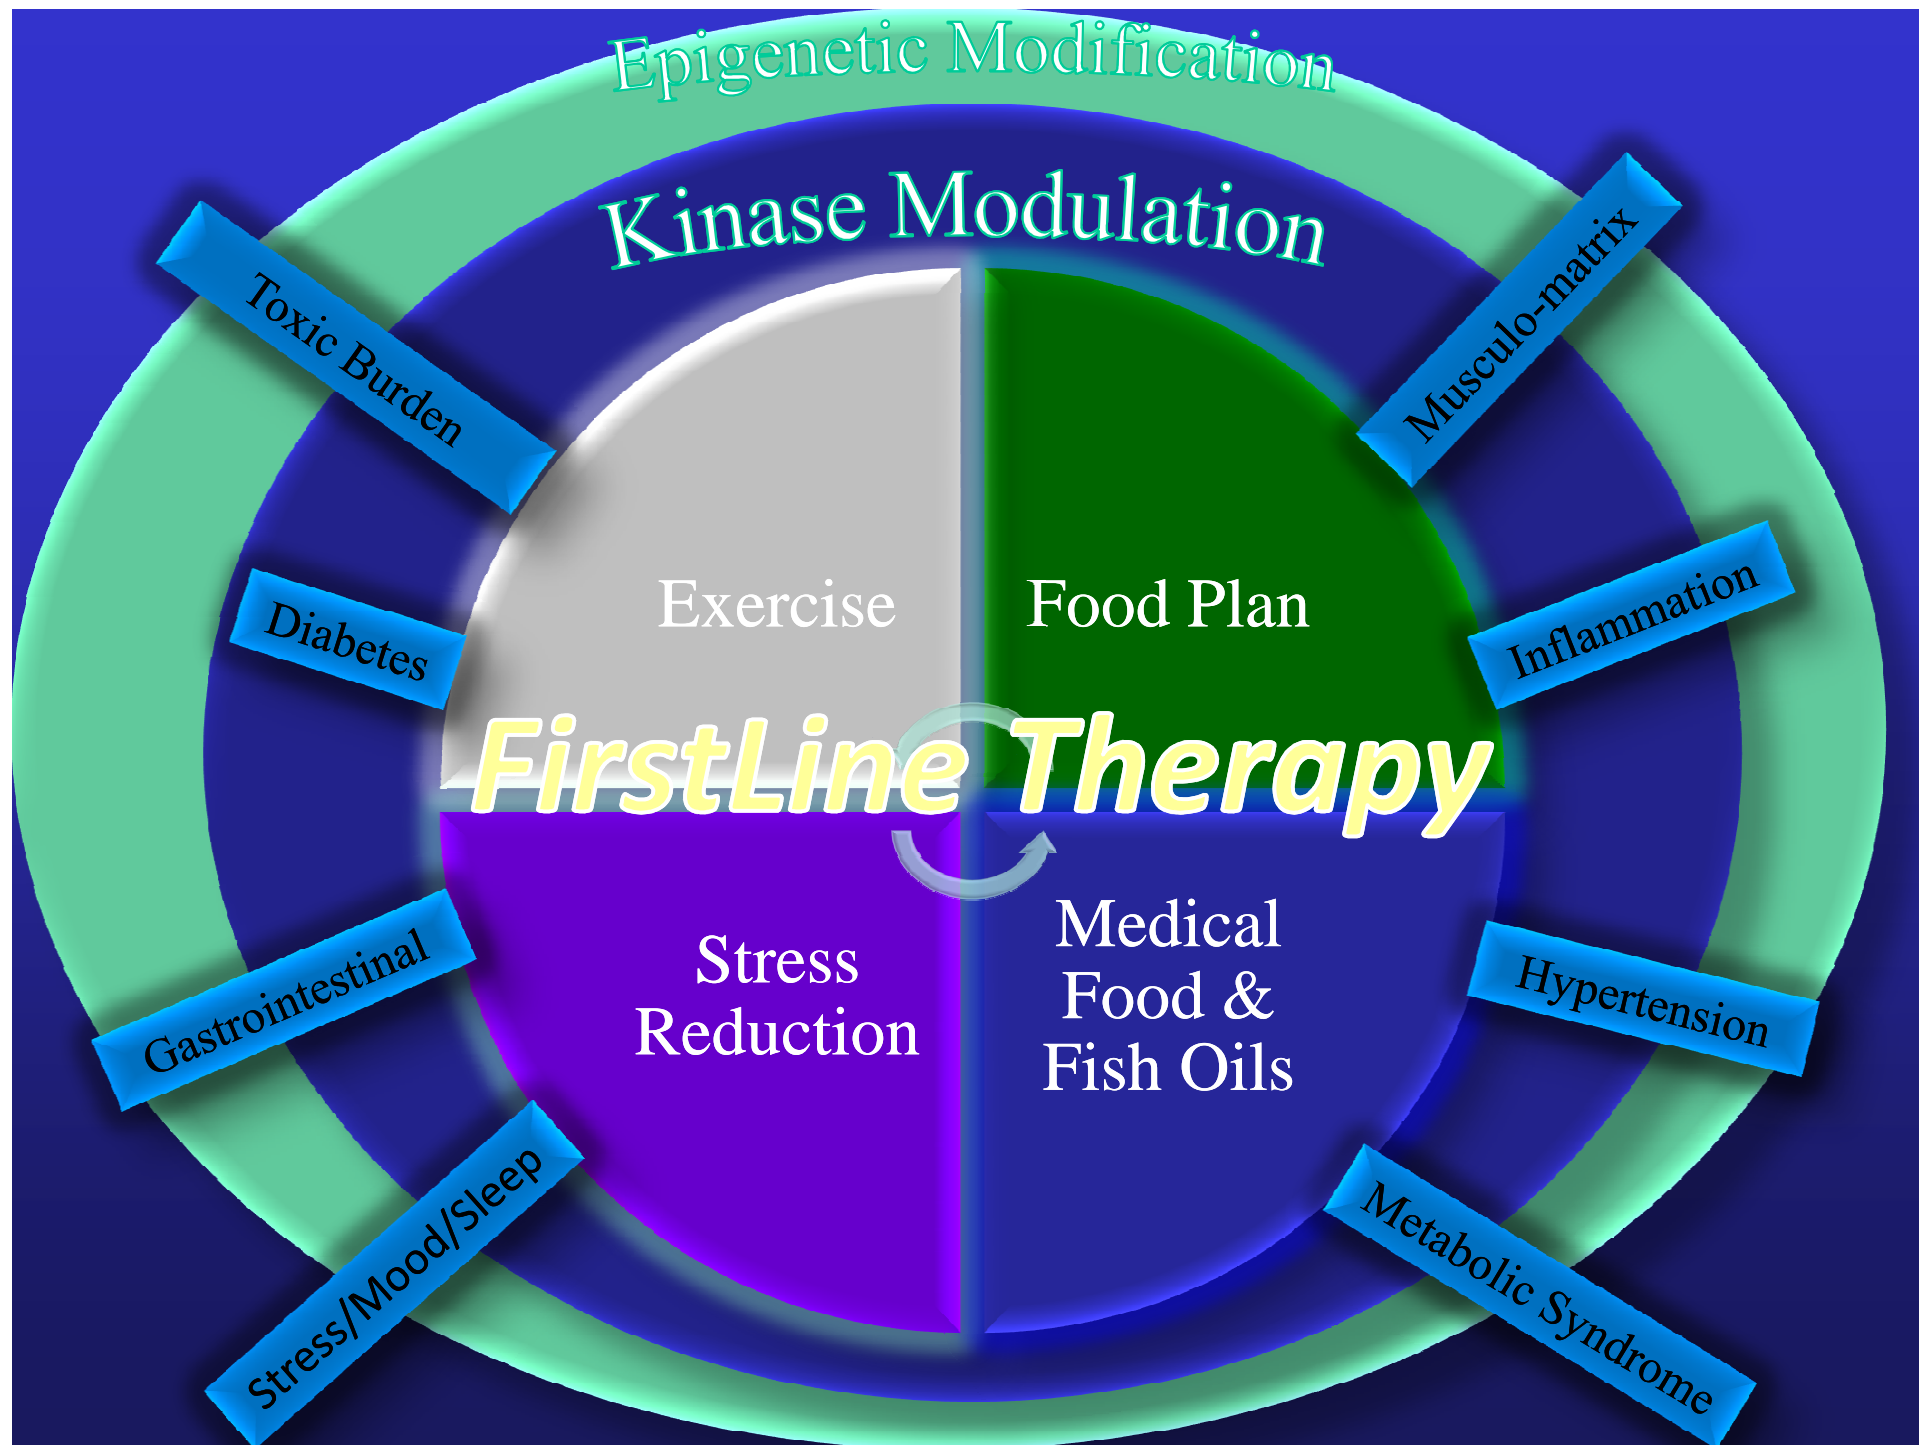 Epigenetic Modification
Kinase Modulation
Toxic Burden
Musculo-matrix
Diabetes
Exercise
Food Plan
Inflammation
FirstLine Therapy
Gastrointestinal
Stress
Reduction
Medical
Food &
Fish Oils
Hypertension
Stress/Mood/Sleep
Metabolic Syndrome